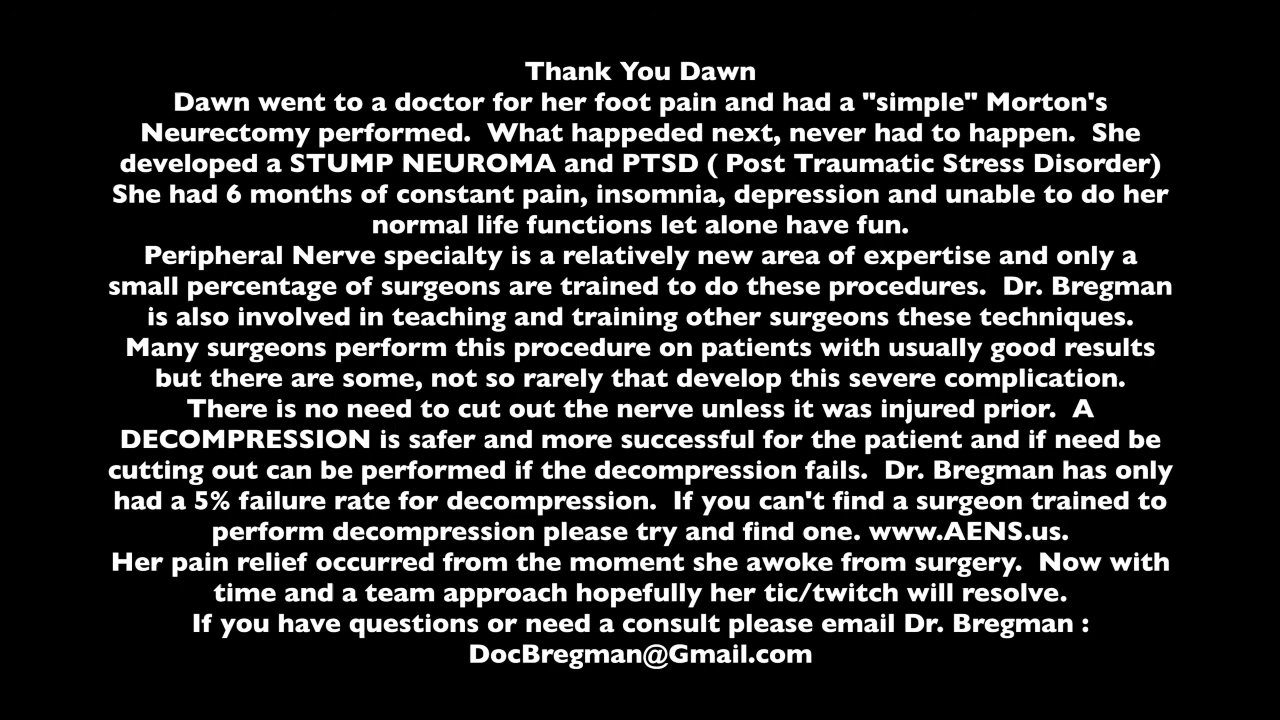 Thank You Dawn
Dawn went to a doctor for her foot pain and had a "simple" Morton's
Neurectomy performed.  What happeded next, never had to happen.  She
developed a STUMP NEUROMA and PTSD ( Post Traumatic Stress Disorder)
She had 6 months of constant pain, insomnia, depression and unable to do her
normal life functions let alone have fun.
Peripheral Nerve specialty is a relatively new area of expertise and only a
small percentage of surgeons are trained to do these procedures.  Dr. Bregman
is also involved in teaching and training other surgeons these techniques.
Many surgeons perform this procedure on patients with usually good results
but there are some, not so rarely that develop this severe complication.
There is no need to cut out the nerve unless it was injured prior.  A
DECOMPRESSION is safer and more successful for the patient and if need be
cutting out can be performed if the decompression fails.  Dr. Bregman has only
had a 5% failure rate for decompression.  If you can't find a surgeon trained to
perform decompression please try and find one. www.AENS.us.
Her pain relief occurred from the moment she awoke from surgery.  Now with
time and a team approach hopefully her tic/twitch will resolve.
If you have questions or need a consult please email Dr. Bregman :
DocBregman@Gmail.com